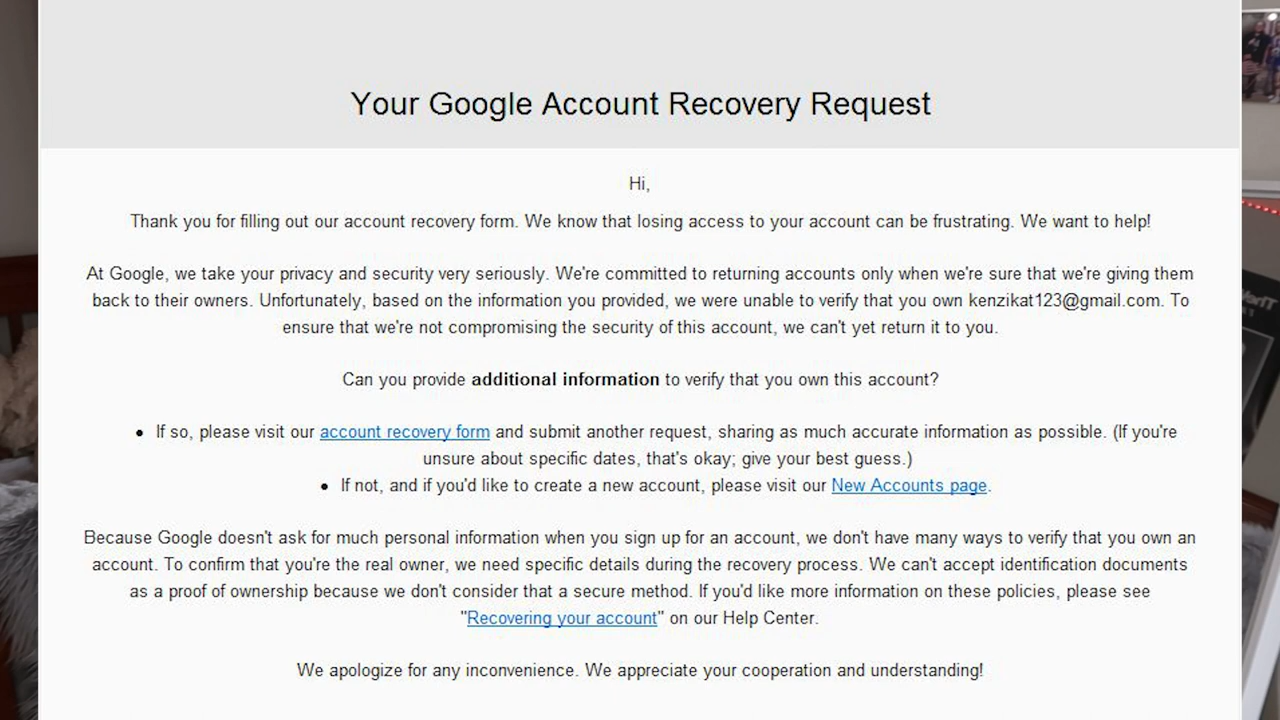 Your Google Account Recovery Request
Hi,
Thank you for filling out our account recovery form. We know that losing access to your account can be frustrating. We want to help!
At Google, we take your privacy and security very seriously. We're committed to returning accounts only when we're sure that we're giving them
back to their owners. Unfortunately, based on the information you provided, we were unable to verify that you own kenzikat123@gmail.com. To
ensure that we're not compromising the security of this account, we can't yet return it to you.
Can you provide additional information to verify that you own this account?
• If so, please visit our account recovery form and submit another request, sharing as much accurate information as possible. (If you're
unsure about specific dates, that's okay; give your best guess.)
• If not, and if you'd like to create a new account, please visit our New Accounts page.
Because Google doesn't ask for much personal information when you sign up for an account, we don't have many ways to verify that you own an
account. To confirm that you're the real owner, we need specific details during the recovery process. We can't accept identification documents
as a proof of ownership because we don't consider that a secure method. If you'd like more information on these policies, please see
"Recovering your account" on our Help Center.
We apologize for any inconvenience. We appreciate your cooperation and understanding!